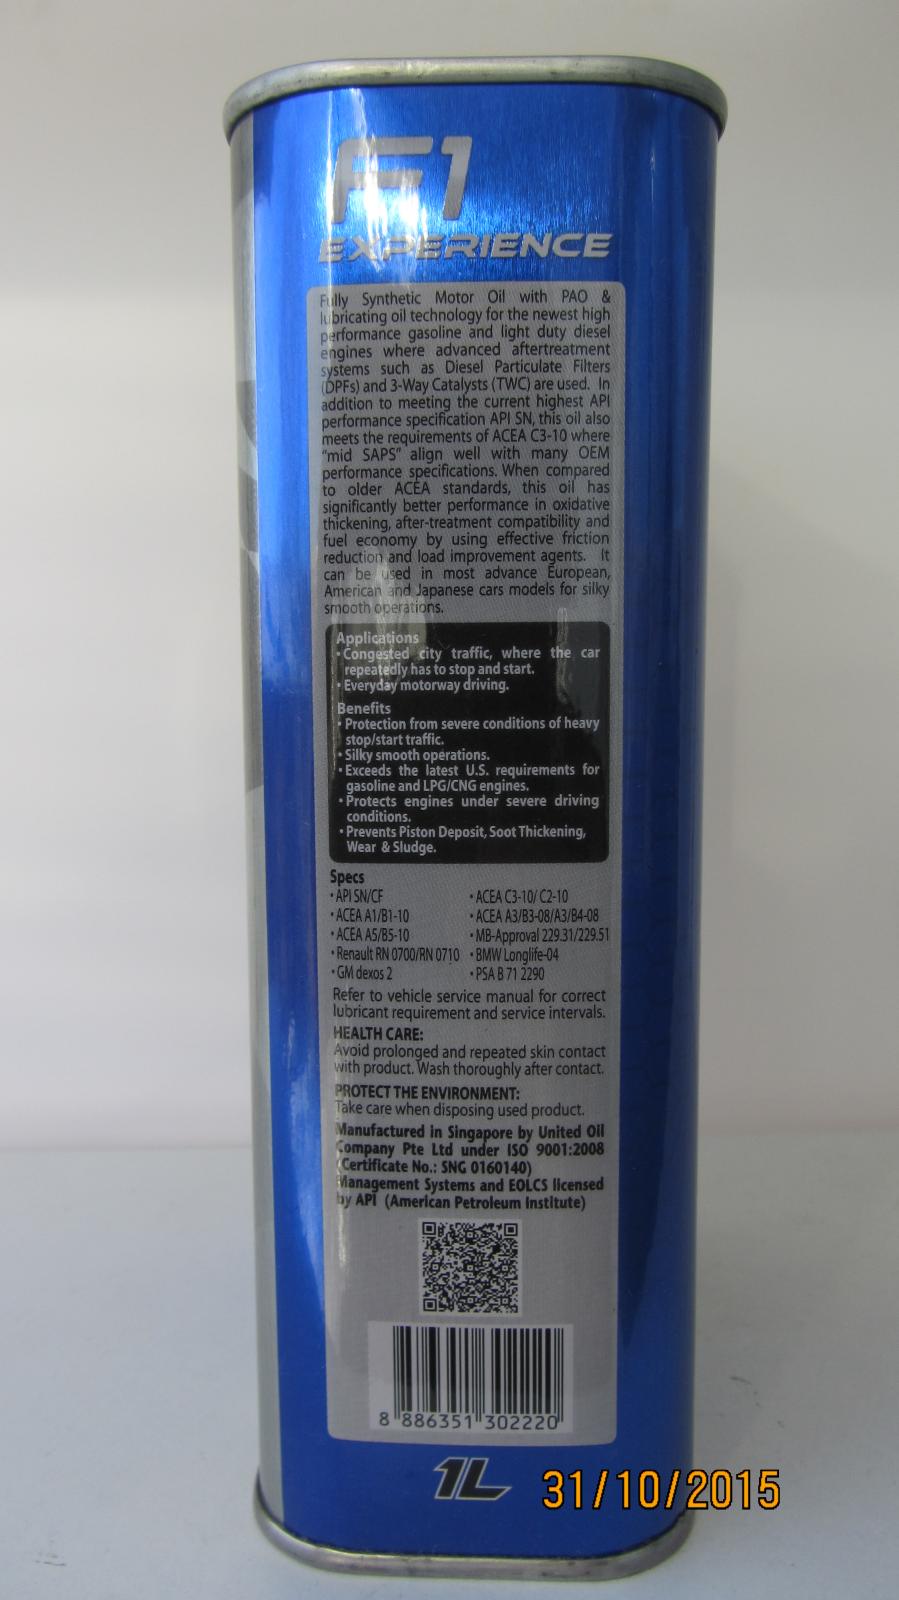 F1
EXPERIENCE
Fully Synthetic Motor Oil with PAO &
lubricating oil technology for the newest high
performance gasoline and light duty diesel
engines where advanced aftertreatment
systems such as Diesel Particulate Filters
(DPFs) and 3-Way Catalysts (TWC) are used. In
addition to meeting the current highest API
performance specification API SN, this oil also
meets the requirements of ACEA C3-10 where
"mid SAPS" align well with many OEM
performance specifications. When compared
to older ACEA standards, this oil has
significantly better performance in oxidative
thickening, after-treatment compatibility and
fuel economy by using effective friction
reduction and load improvement agents. It
can be used in most advance European,
American and Japanese cars models for silky
smooth operations.
Applications
• Congested city traffic, where the car
repeatedly has to stop and start.
• Everyday motorway driving.
Benefits
• Protection from severe conditions of heavy
stop/start traffic.
• Silky smooth operations.
• Exceeds the latest U.S. requirements for
gasoline and LPG/CNG engines.
• Protects engines under severe driving
conditions.
• Prevents Piston Deposit, Soot Thickening,
Wear & Sludge.
Specs
• API SN/CF • ACEA C3-10/ C2-10
• ACEA A1/B1-10 • ACEA A3/B3-08/A3/B4-08
• ACEA A5/B5-10 • MB-Approval 229.31/229.51
• Renault RN 0700/RN 0710 • BMW Longlife-04
• GM dexos 2 • PSA B 71 2290
Refer to vehicle service manual for correct
lubricant requirement and service intervals.
HEALTH CARE:
Avoid prolonged and repeated skin contact
with product. Wash thoroughly after contact.
PROTECT THE ENVIRONMENT:
Take care when disposing used product.
Manufactured in Singapore by United Oil
Company Pte Ltd under ISO 9001:2008
(Certificate No.: SNG 0160140)
Management Systems and EOLCS licensed
by API (American Petroleum Institute)
8 886351 302220
1L
31/10/2015